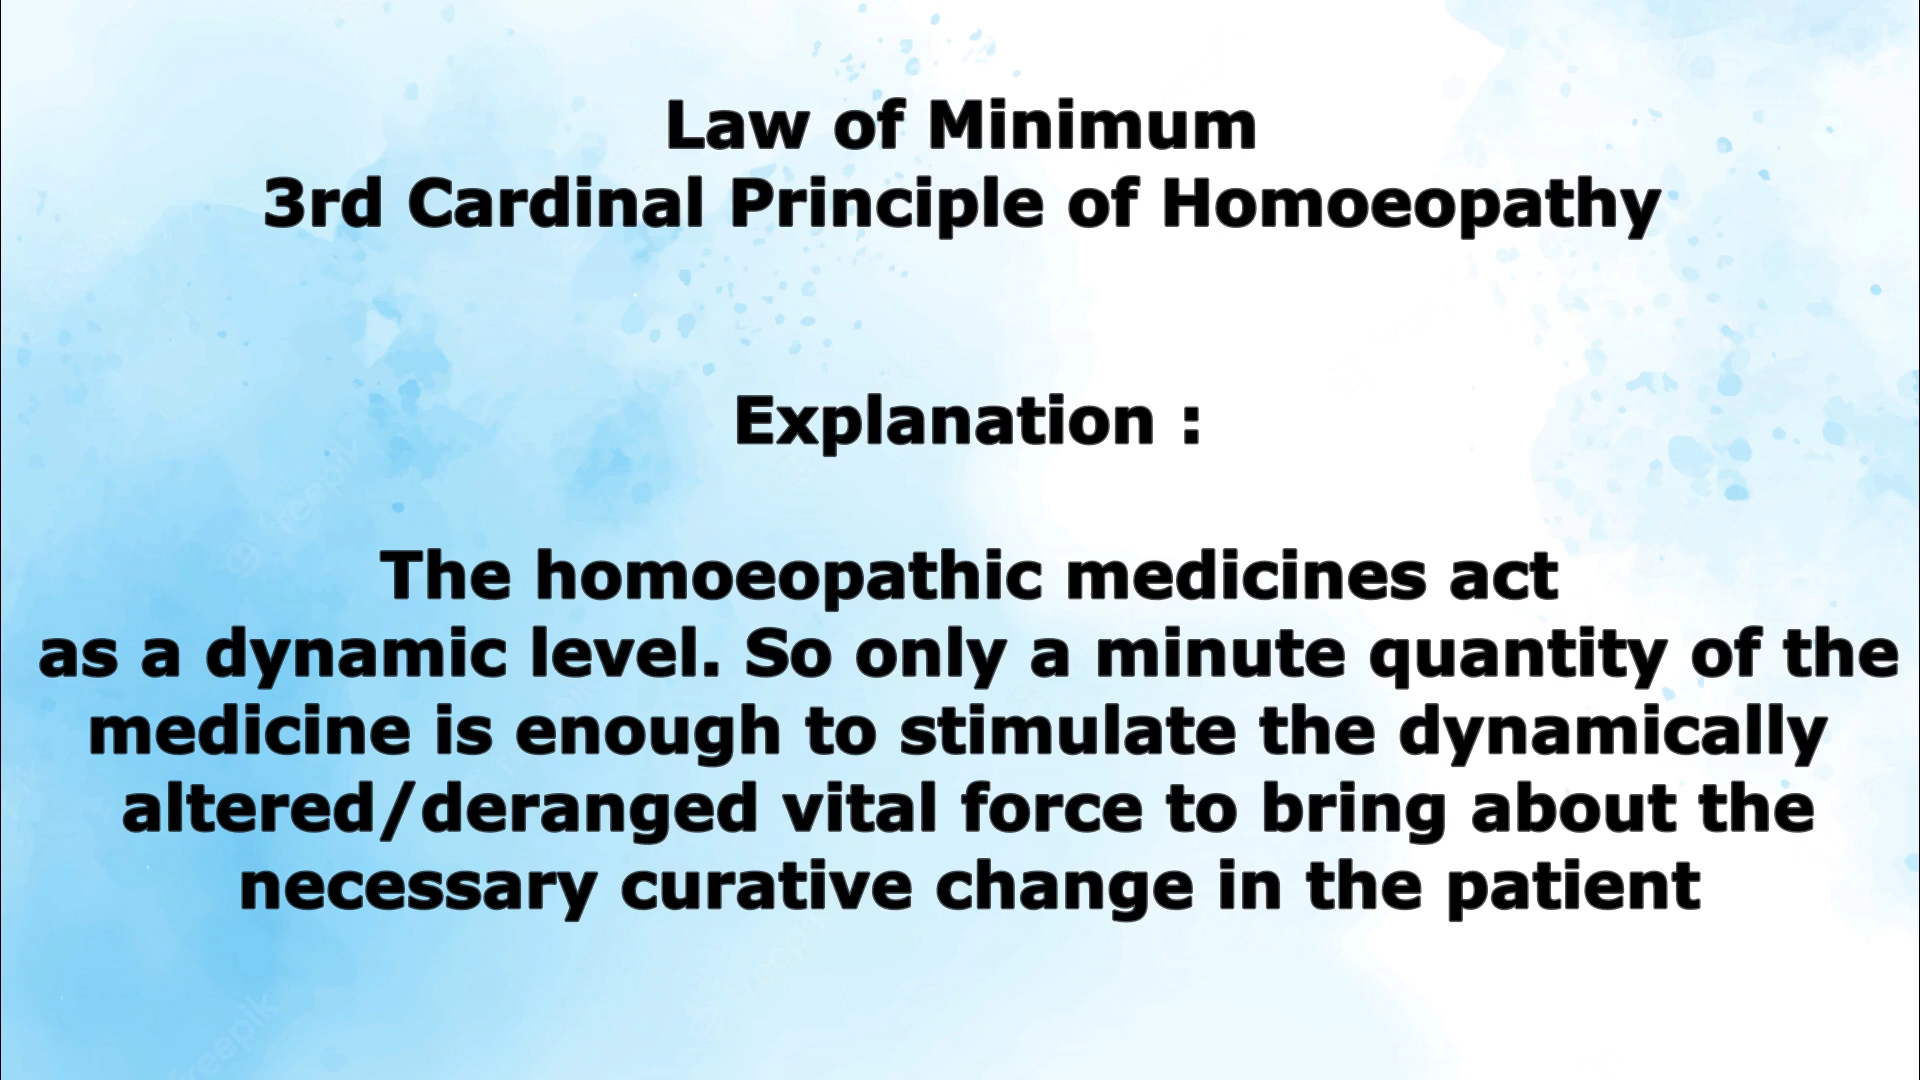 Law of Minimum
3rd Cardinal Principle of Homoeopathy
Explanation :
The homoeopathic medicines act
as a dynamic level. So only a minute quantity of the
medicine is enough to stimulate the dynamically
altered/deranged vital force to bring about the
necessary curative change in the patient
freepik
freepik